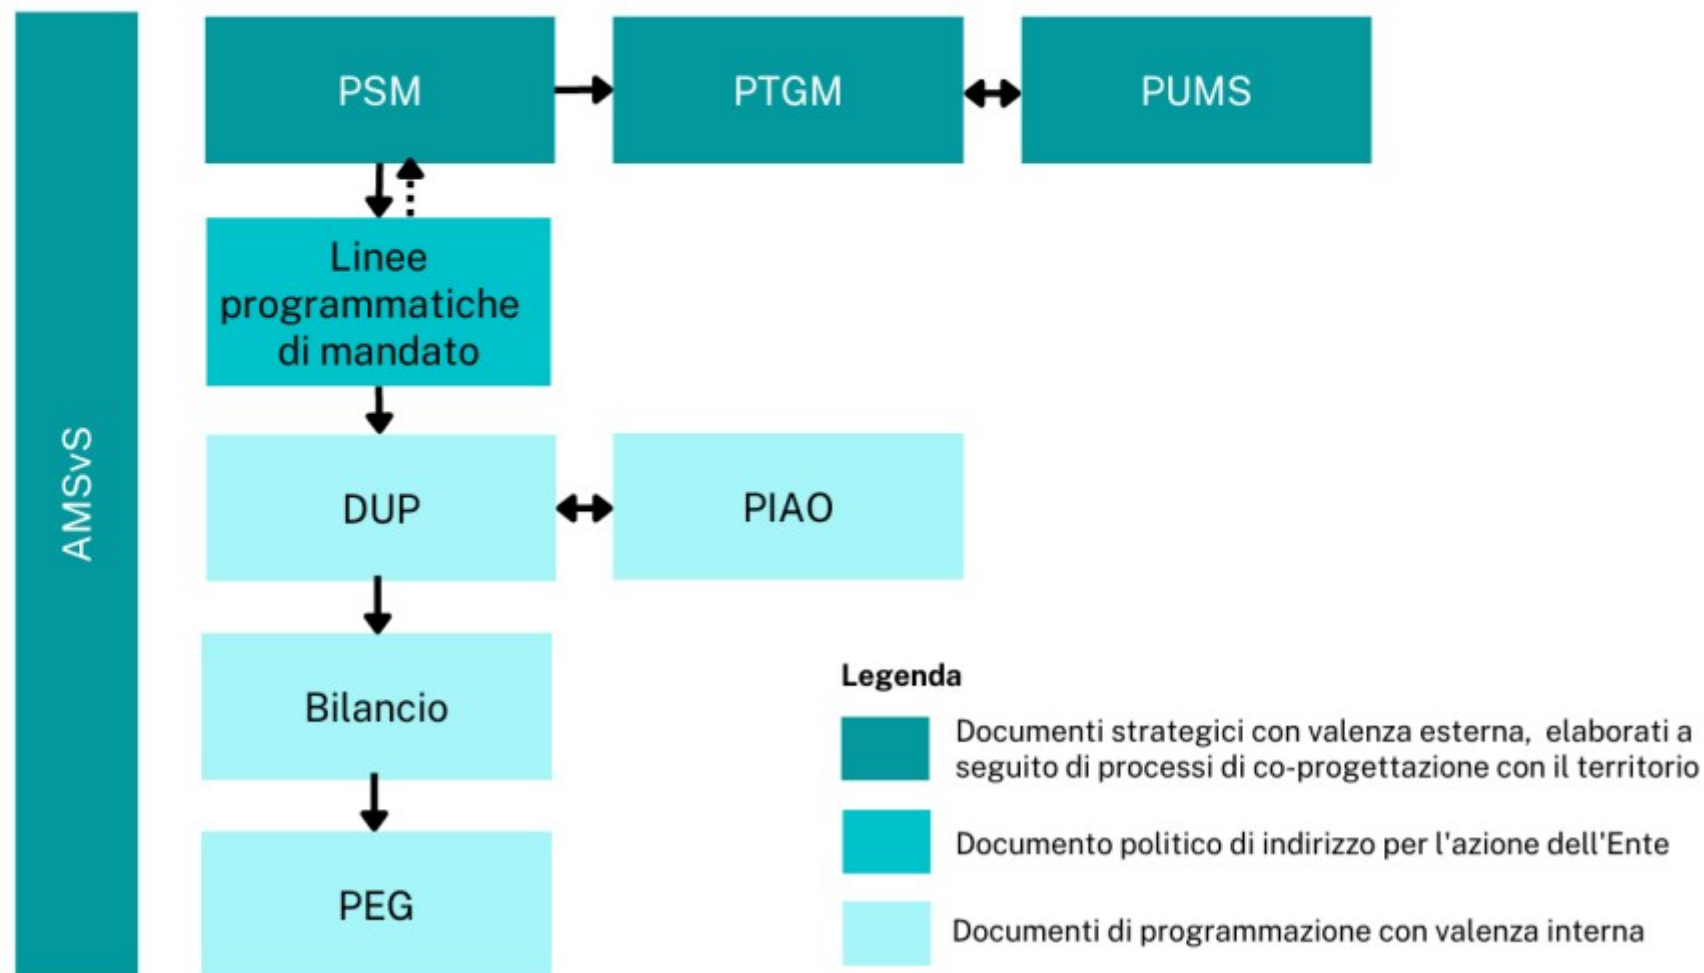 AMSvS
PSM
PTGM
PUMS
Linee
programmatiche
di mandato
DUP
PIAO
Bilancio
PEG
Legenda
Documenti strategici con valenza esterna, elaborati a
seguito di processi di co-progettazione con il territorio
Documento politico di indirizzo per l'azione dell'Ente
Documenti di programmazione con valenza interna